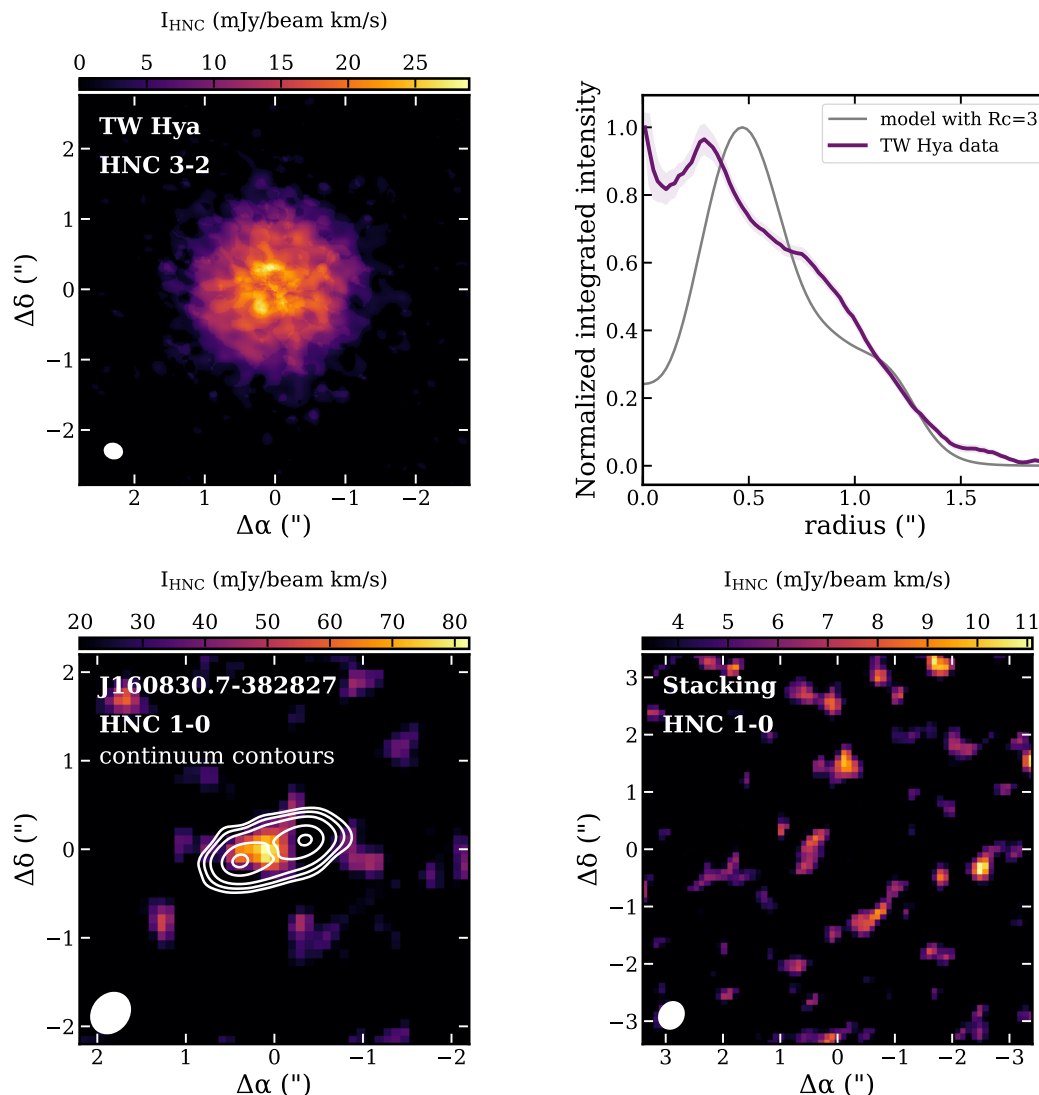 I_HNC (mJy/beam km/s)
0 5 10 15 20 25
TW Hya
HNC 3-2
2
1
0
−1
−2
Δδ (")
2 1 0 −1 −2
Δα (")
model with Rc=3
TW Hya data
1.0
0.8
0.6
0.4
0.2
0.0
Normalized integrated intensity
0.0 0.5 1.0 1.5
radius (")
I_HNC (mJy/beam km/s)
20 30 40 50 60 70 80
J160830.7-382827
HNC 1-0
continuum contours
2
1
0
−1
−2
Δδ (")
2 1 0 -1 -2
Δα (")
I_HNC (mJy/beam km/s)
4 5 6 7 8 9 10 11
Stacking
HNC 1-0
3
2
1
0
−1
−2
−3
Δδ (")
3 2 1 0 −1 −2 −3
Δα (")